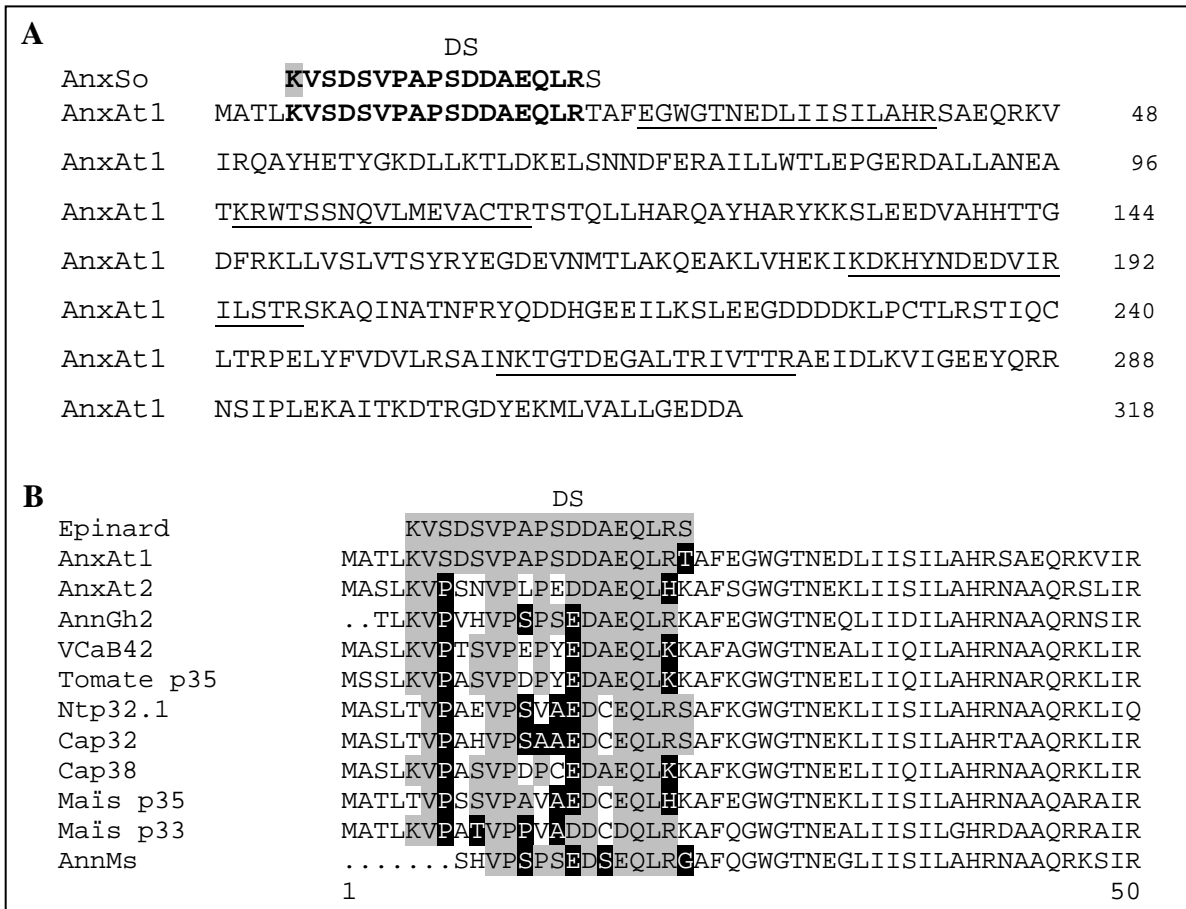 A
DS
AnxSo KVSDSVPAPSDDAEQLRS
AnxAt1 MATLKVSDSVPAPSDDAEQLRTAFEGWGTNEDLIISILAHRSAEQRKV 48
AnxAt1 IRQAYHETYGKDLLKTLDKELSNNDFERAILLWTLEPGERDALLANEA 96
AnxAt1 TKRWTSSNQVLMEVACTRTSTQLLHARQAYHARYKKSLEEDVAHHTTG 144
AnxAt1 DFRKLLVSLVTSYRYEGDEVNMTLAKQEAKLVHEKIKDKHYNDEDVIR 192
AnxAt1 ILSTRSKAQINATNFRYQDDHGEEILKSLEEGDDDDKLPCTLRSTIQC 240
AnxAt1 LTRPELYFVDVLRSAINKTGTDEGALTRIVTTRAEIDLKVIGEEYQRR 288
AnxAt1 NSIPLEKAITKDTRGDYEKMLVALLGEDDA 318
B
DS
Epinard KVSDSVPAPSDDAEQLRS
AnxAt1 MATLKVSDSVPAPSDDAEQLRTAFEGWGTNEDLIISILAHRSAEQRKVIR
AnxAt2 MASLKVPSNVPLPEDDAEQLHKAFSGWGTNEKLIISILAHRNAAQRSLIR
AnnGh2 ..TLKVPVHVPSPSEDAEQLRKAFGGWGTNEQLIIDILAHRNAAQRNSIR
VCaB42 MASLKVPTSVPEPYEDAEQLKKAFAGWGTNEALIIQILAHRNAAQRKLIR
Tomate p35 MSSLKVPASVPDPYEDAEQLKKAFKGWGTNEELIIQILAHRNARQRKLIR
Ntp32.1 MASLTVPAEVPSVAEDCEQLRSAFKGWGTNEKLIISILAHRNAAQRKLIQ
Cap32 MASLTVPAHVPSAAEDCEQLRSAFKGWGTNEKLIISILAHRTAAQRKLIR
Cap38 MASLKVPASVPDPCEDAEQLKKAFKGWGTNEELIIQILAHRNAAQRKLIR
Maïs p35 MATLTVPSSVPAVAEDCEQLHKAFEGWGTNEKLIISILAHRNAAQARAIR
Maïs p33 MATLKVPATVPPVADDCDQLRKAFQGWGTNEALIISILGHRDAAQRRAIR
AnnMs .......SHVPSPSEDSEQLRGAFQGWGTNEGLIISILAHRNAAQRKSIR
1 50